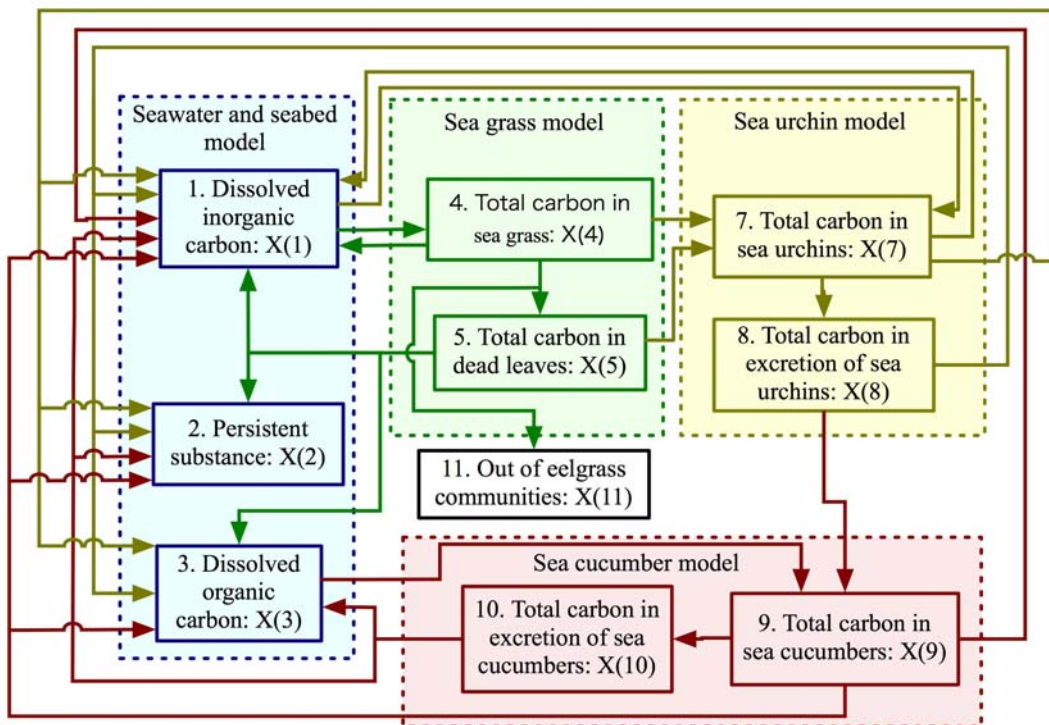 Seawater and seabed
model
1. Dissolved
inorganic
carbon: X(1)
2. Persistent
substance: X(2)
3. Dissolved
organic
carbon: X(3)
Sea grass model
4. Total carbon in
sea grass: X(4)
5. Total carbon in
dead leaves: X(5)
11. Out of eelgrass
communities: X(11)
Sea urchin model
7. Total carbon in
sea urchins: X(7)
8. Total carbon in
excretion of sea
urchins: X(8)
Sea cucumber model
10. Total carbon in
excretion of sea
cucumbers: X(10)
9. Total carbon in
sea cucumbers: X(9)